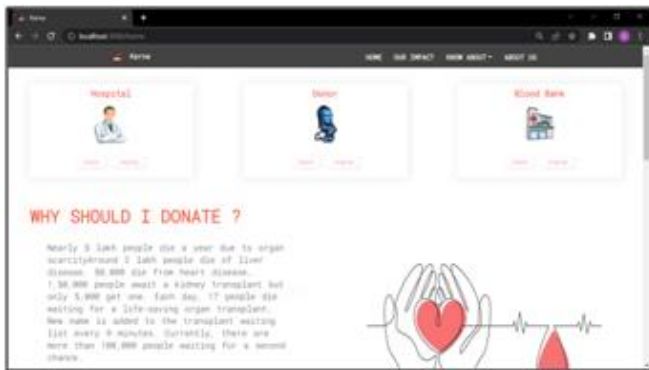 Karna
localhost
Karna
HOME OUR IMPACT KNOW ABOUT ABOUT US
Hospital
Donor
Blood Bank
WHY SHOULD I DONATE ?
Nearly 5 lakh people die a year due to organ
scarcityAround 2 lakh people die of liver
disease. 50,000 die from heart disease.
1,50,000 people await a kidney transplant but
only 5,000 get one. Each day, 17 people die
waiting for a life-saving organ transplant.
New name is added to the transplant waiting
list every 9 minutes. Currently, there are
more than 100,000 people waiting for a second
chance.